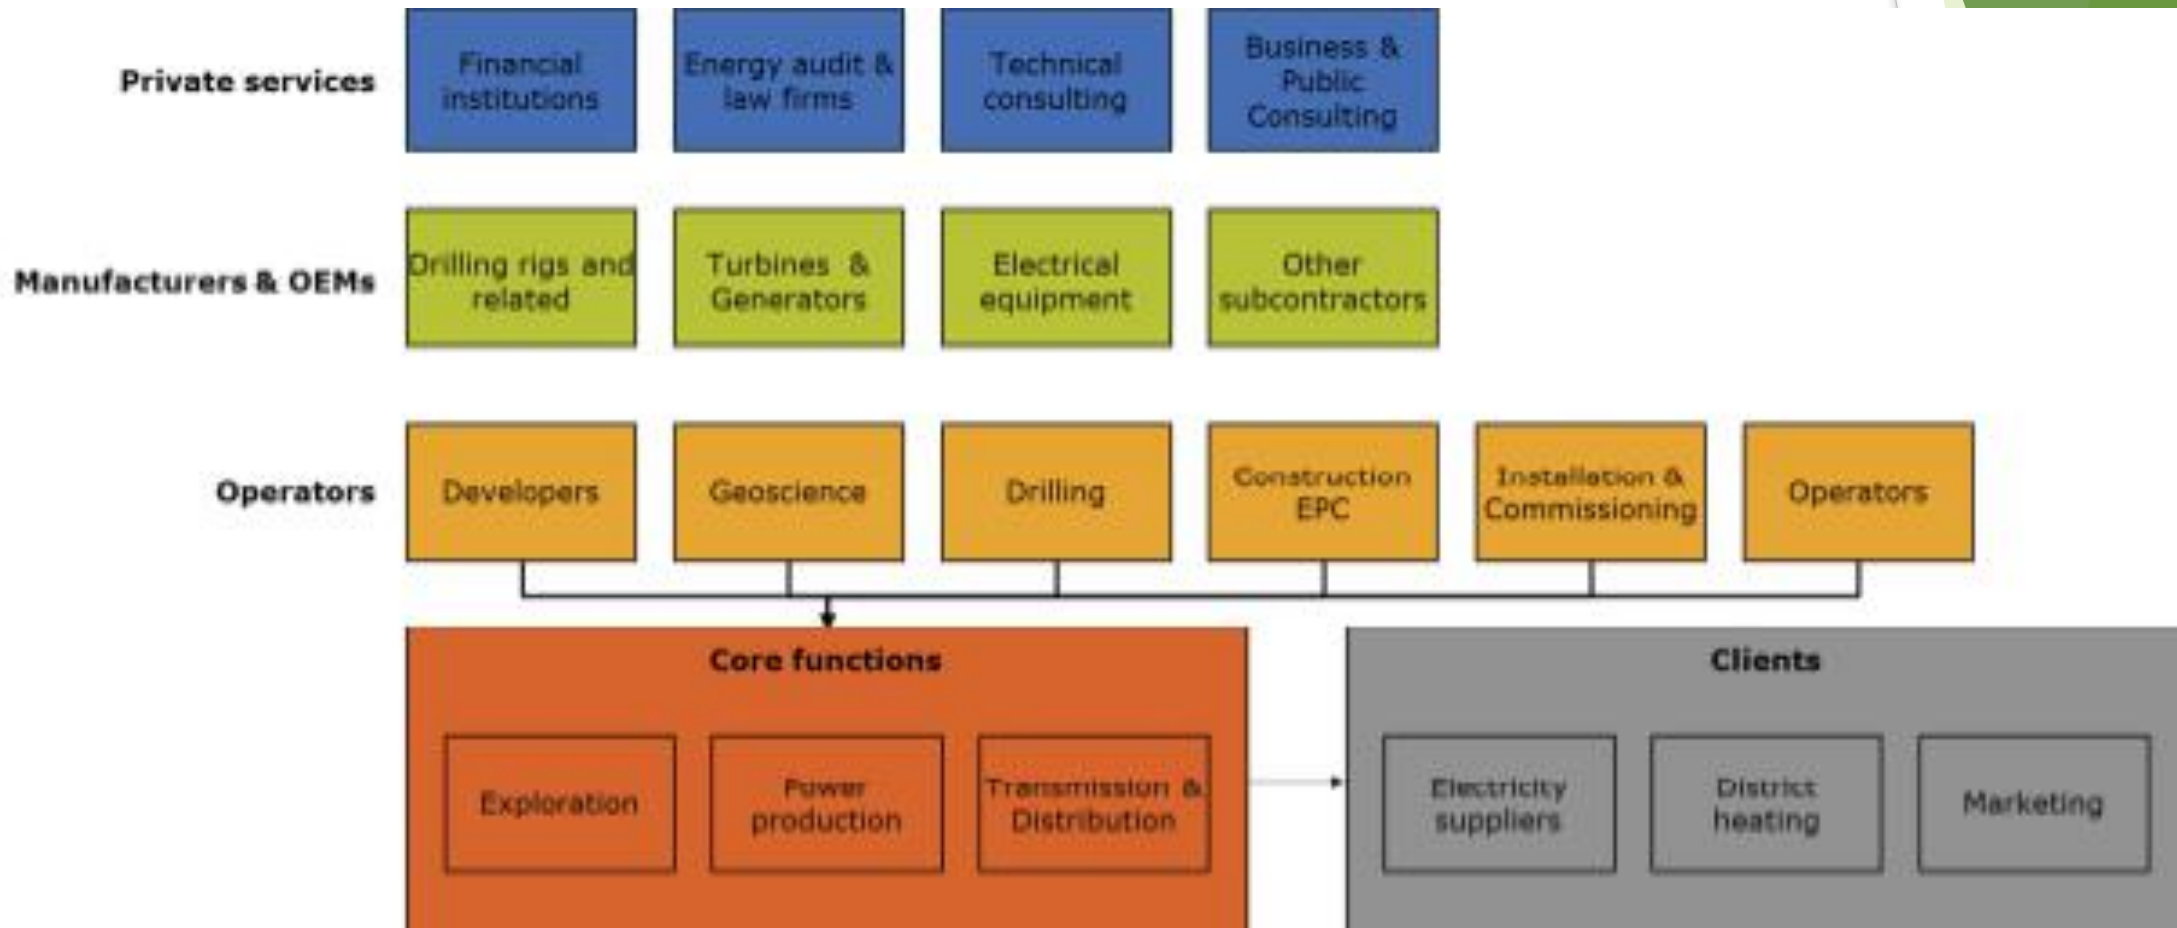 Private services
Financial
institutions
Energy audit &
law firms
Technical
consulting
Business &
Public
Consulting
Manufacturers & OEMs
Drilling rigs and
related
Turbines &
Generators
Electrical
equipment
Other
subcontractors
Operators
Developers
Geoscience
Drilling
Construction
EPC
Installation &
Commissioning
Operators
Core functions
Exploration
Power
production
Transmission &
Distribution
Clients
Electricity
suppliers
District
heating
Marketing